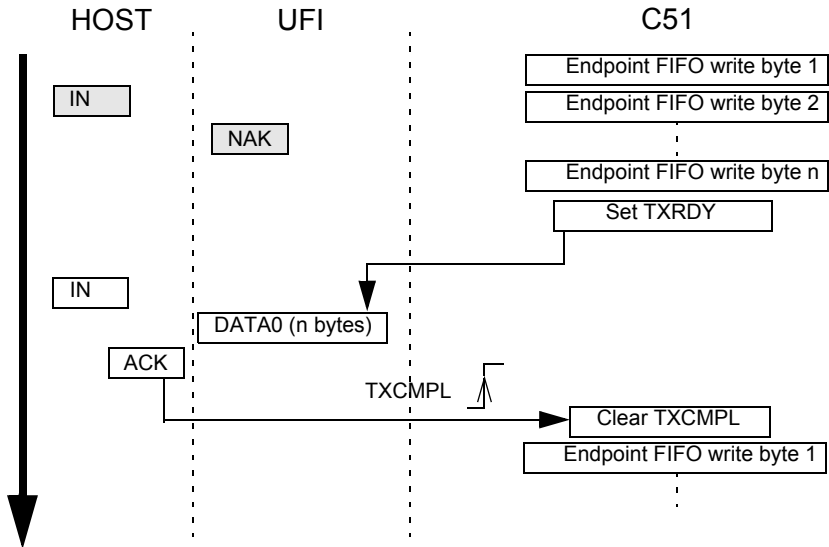 HOST UFI C51
Endpoint FIFO write byte 1
IN
Endpoint FIFO write byte 2
NAK
Endpoint FIFO write byte n
Set TXRDY
IN
DATA0 (n bytes)
ACK
TXCMPL
Clear TXCMPL
Endpoint FIFO write byte 1